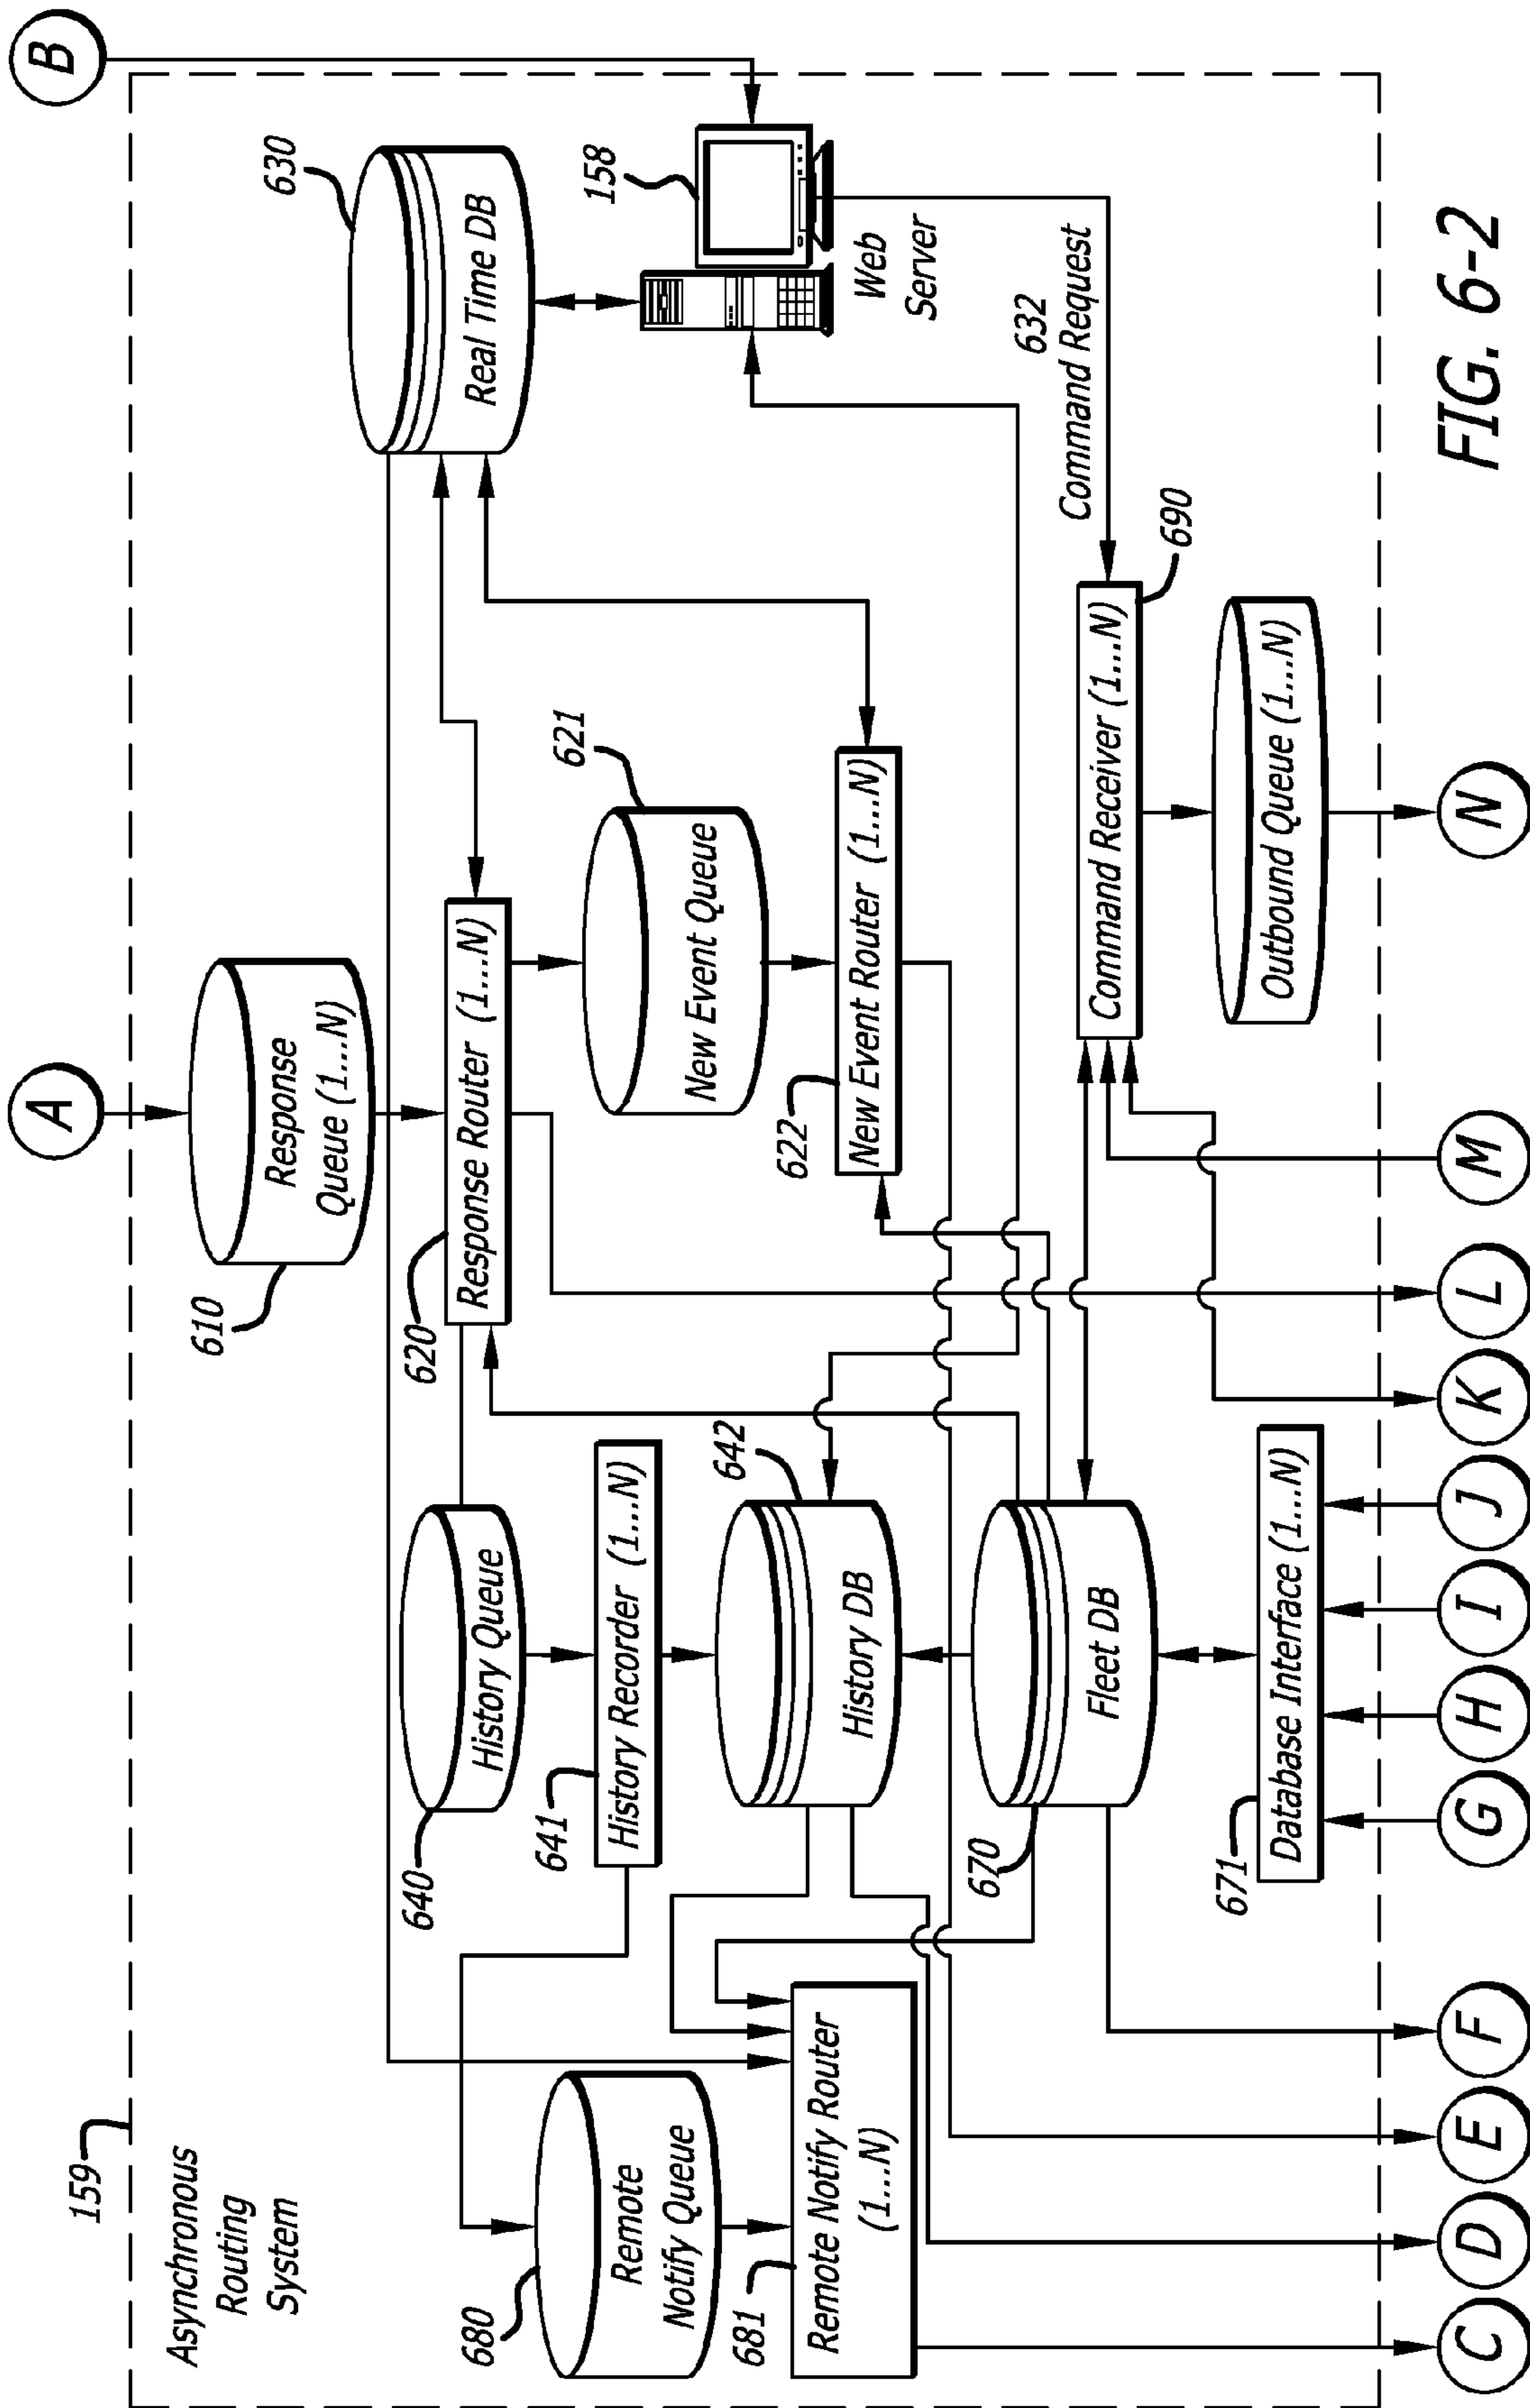 A
B
159
Asynchronous
Routing
System
610
Response
Queue (1...N)
630
Real Time DB
158
Web
Server
632
Command Request
620
Response Router (1...N)
640
History Queue
621
New Event Queue
641
History Recorder (1...N)
680
Remote
Notify Queue
642
History DB
622
New Event Router (1...N)
681
Remote Notify Router
(1...N)
670
Fleet DB
690
Command Receiver (1...N)
671
Database Interface (1...N)
Outbound Queue (1...N)
C
D
E
F
G
H
I
J
K
L
M
N
FIG. 6-2